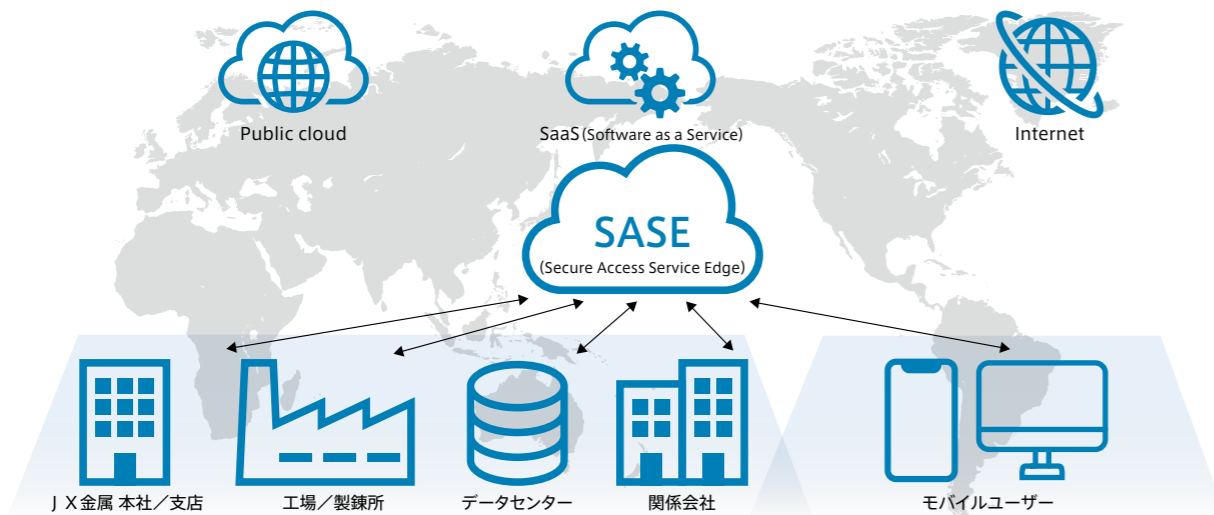 Public cloud
SaaS (Software as a Service)
Internet
SASE
(Secure Access Service Edge)
JX金属 本社／支店
工場／製錬所
データセンター
関係会社
モバイルユーザー